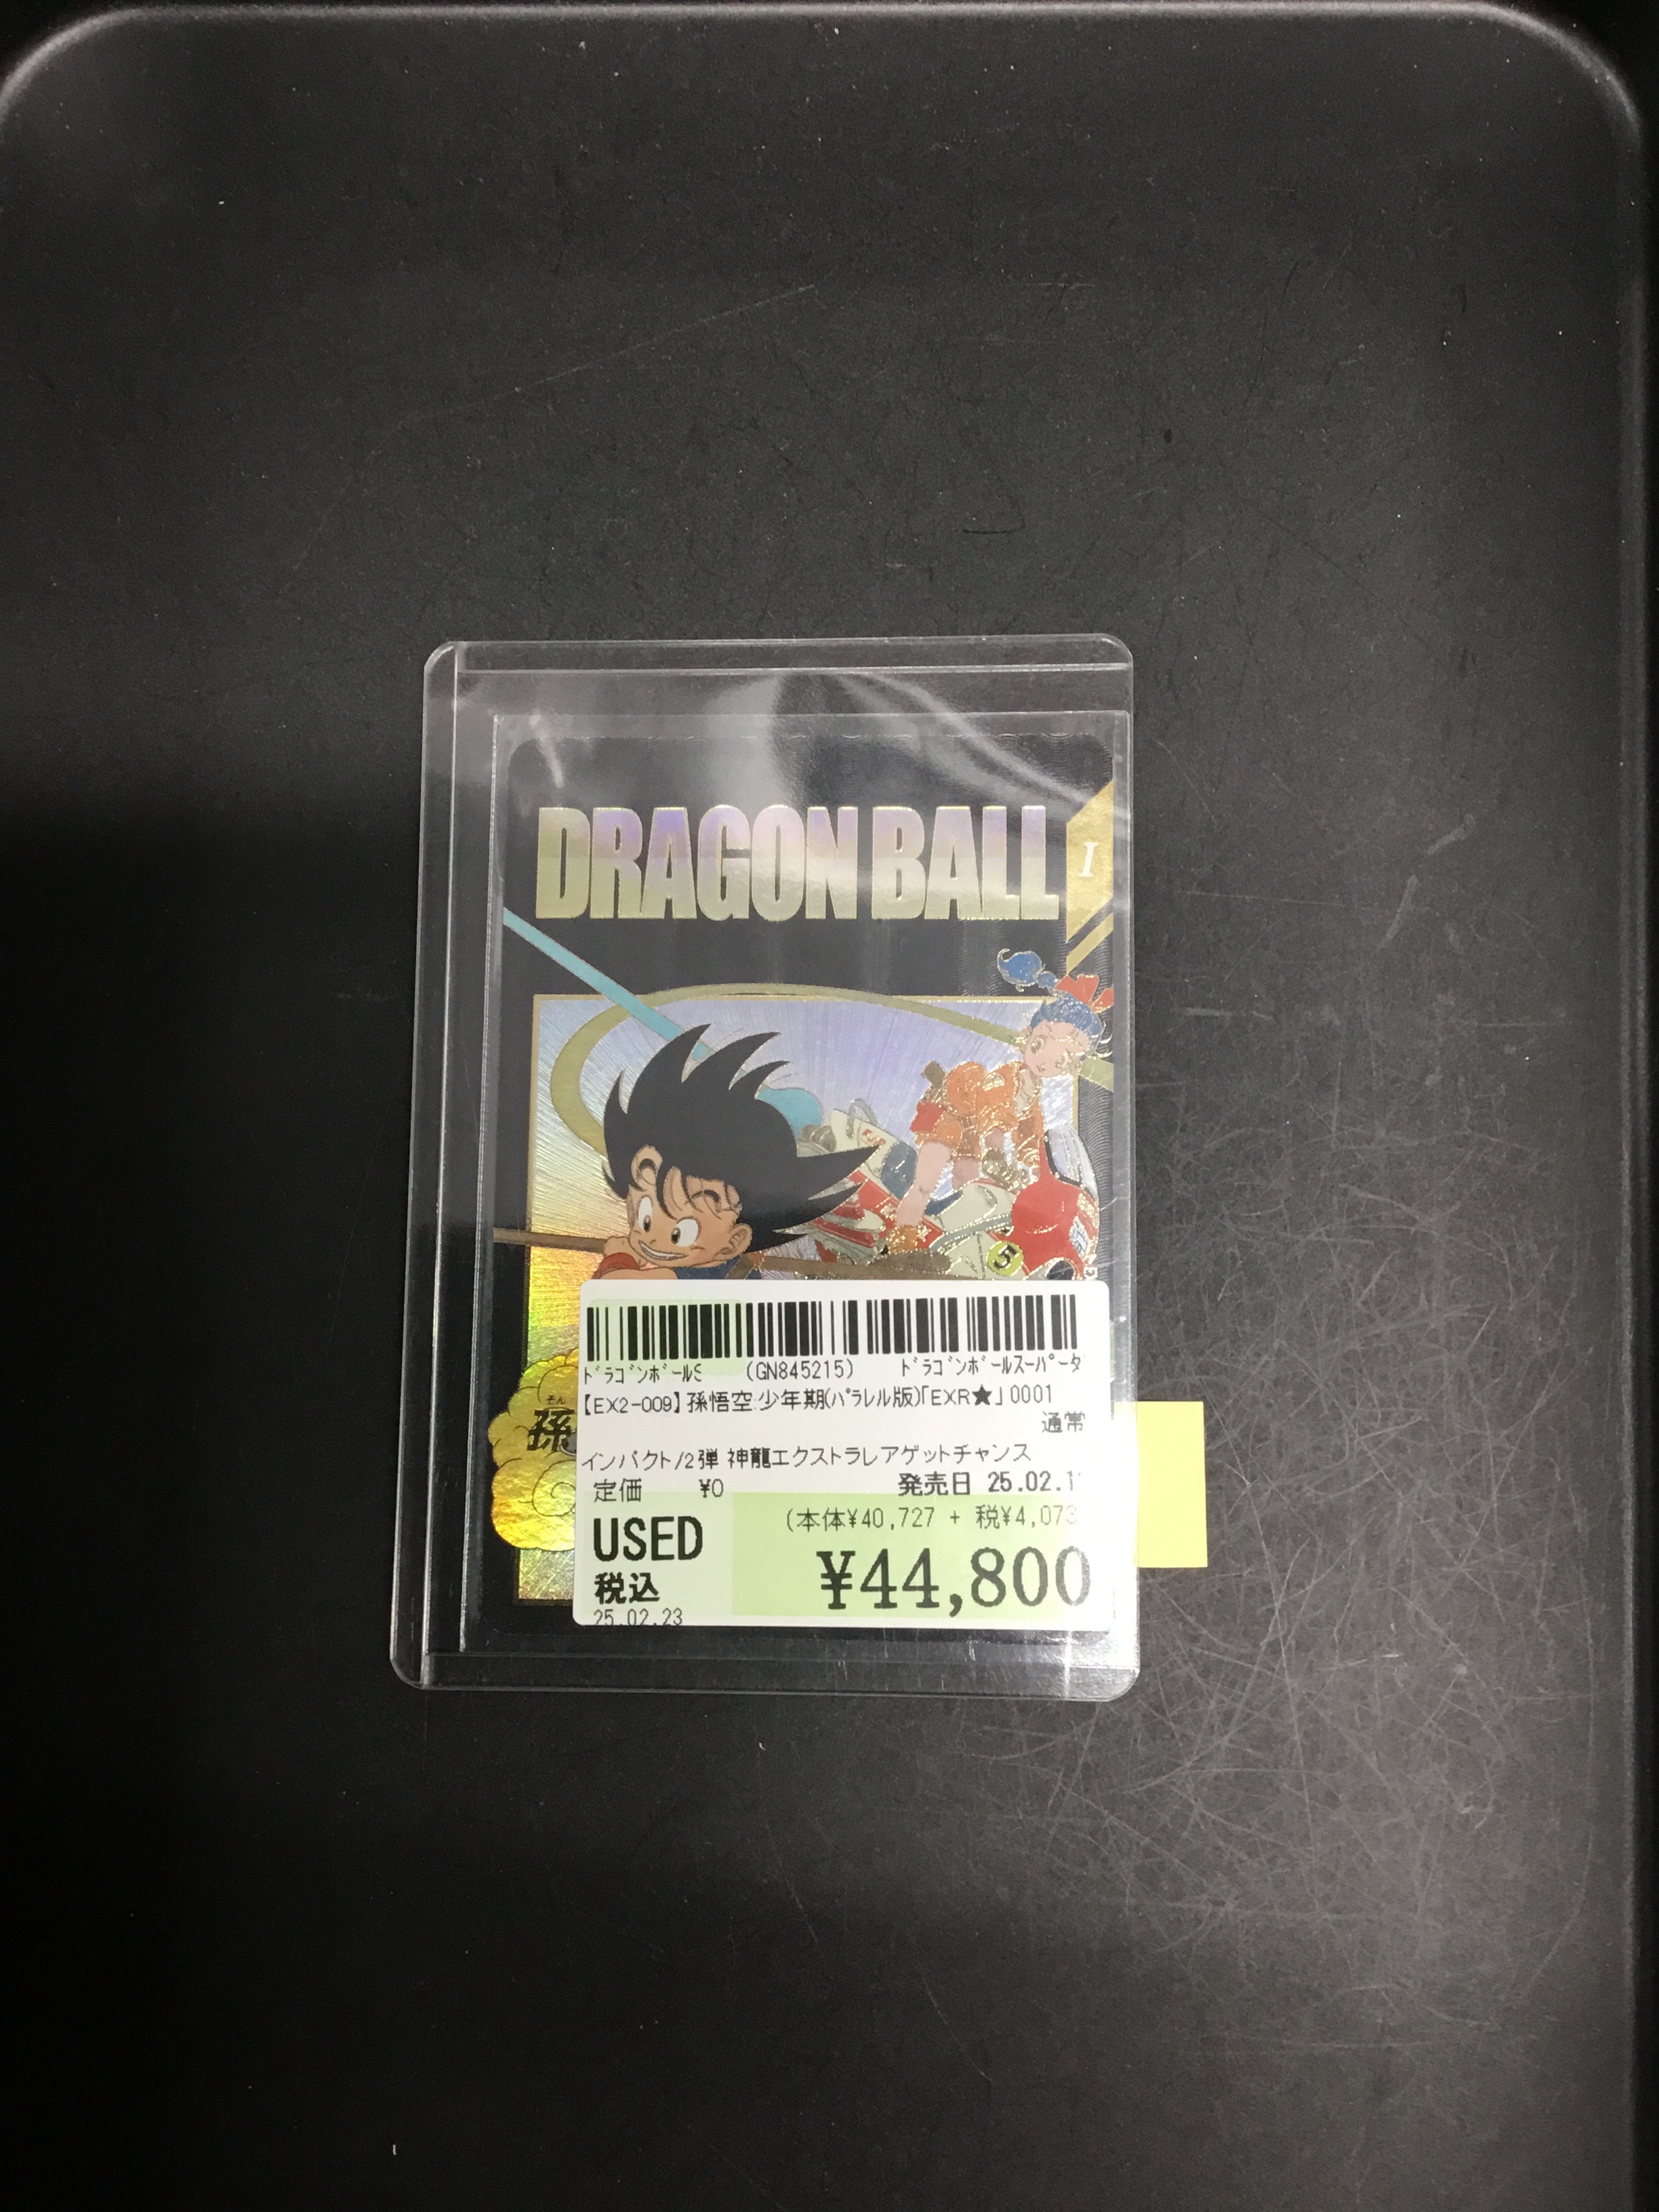 DRAGON BALL
I
5
ﾄﾞﾗｺﾞﾝﾎﾞｰﾙS (GN845215) ﾄﾞﾗｺﾞﾝﾎﾞｰﾙｽｰﾊﾟｰﾀﾞ
【EX2-009】孫悟空:少年期(ﾊﾟﾗﾚﾙ版)「EXR★」0001
通常
そん
孫
インパクト/2弾 神龍エクストラレアゲットチャンス
定価 ¥0 発売日 25.02.1
(本体¥40,727 + 税¥4,073
USED
税込 ¥44,800
25.02.23